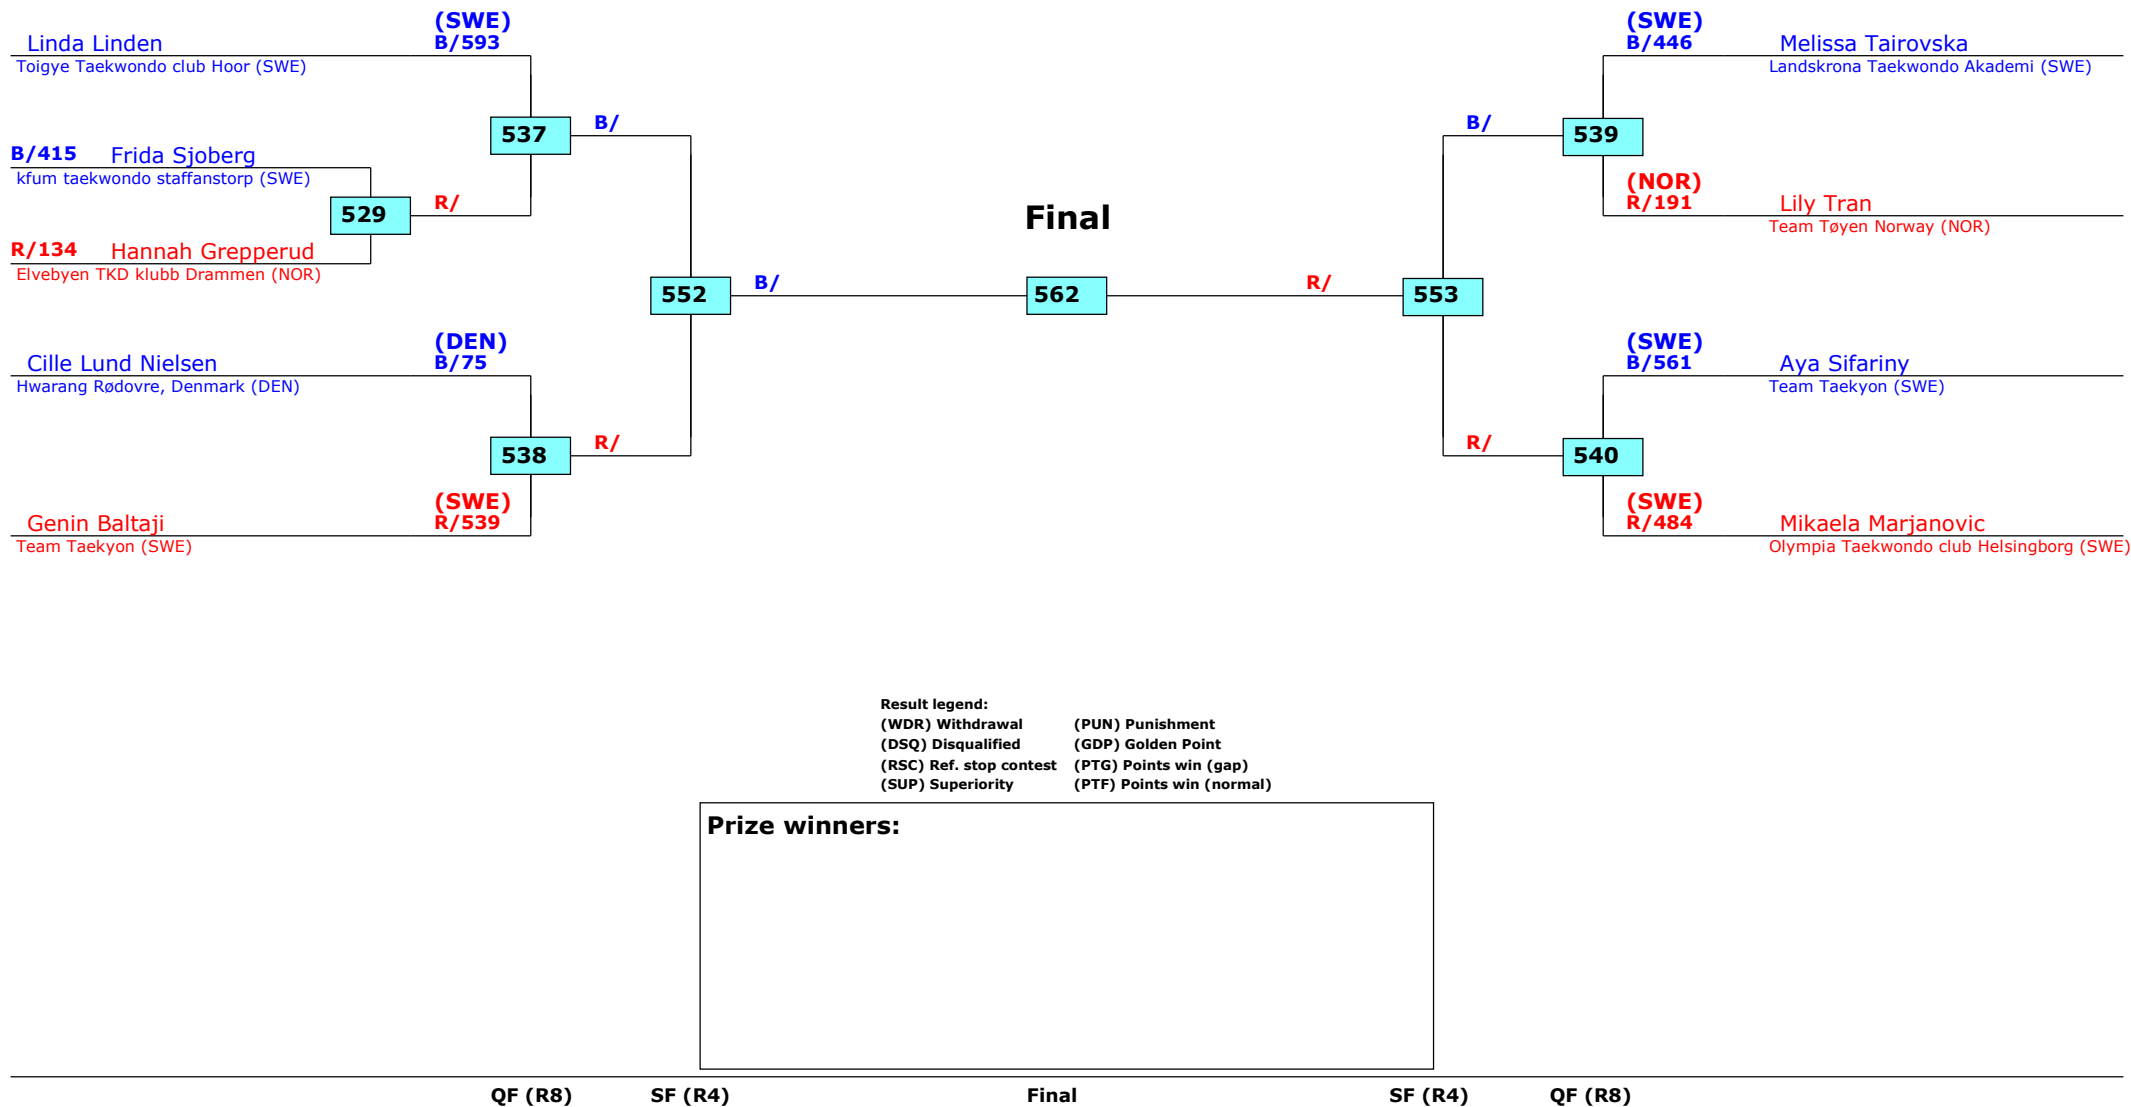 (SWE)
Linda Linden
B/593
Toigye Taekwondo club Hoor (SWE)
537
B/
B/415 Frida Sjoberg
kfum taekwondo staffanstorp (SWE)
529
R/
R/134 Hannah Grepperud
Elvebyen TKD klubb Drammen (NOR)
552
B/
(DEN)
Cille Lund Nielsen
B/75
Hwarang Rødovre, Denmark (DEN)
538
R/
(SWE)
Genin Baltaji
R/539
Team Taekyon (SWE)
Final
562
(SWE)
B/446 Melissa Tairovska
Landskrona Taekwondo Akademi (SWE)
B/
539
(NOR)
R/191 Lily Tran
Team Tøyen Norway (NOR)
R/
553
(SWE)
B/561 Aya Sifariny
Team Taekyon (SWE)
R/
540
(SWE)
R/484 Mikaela Marjanovic
Olympia Taekwondo club Helsingborg (SWE)
Result legend:
(WDR) Withdrawal (PUN) Punishment
(DSQ) Disqualified (GDP) Golden Point
(RSC) Ref. stop contest (PTG) Points win (gap)
(SUP) Superiority (PTF) Points win (normal)
Prize winners:
QF (R8) SF (R4) Final SF (R4) QF (R8)